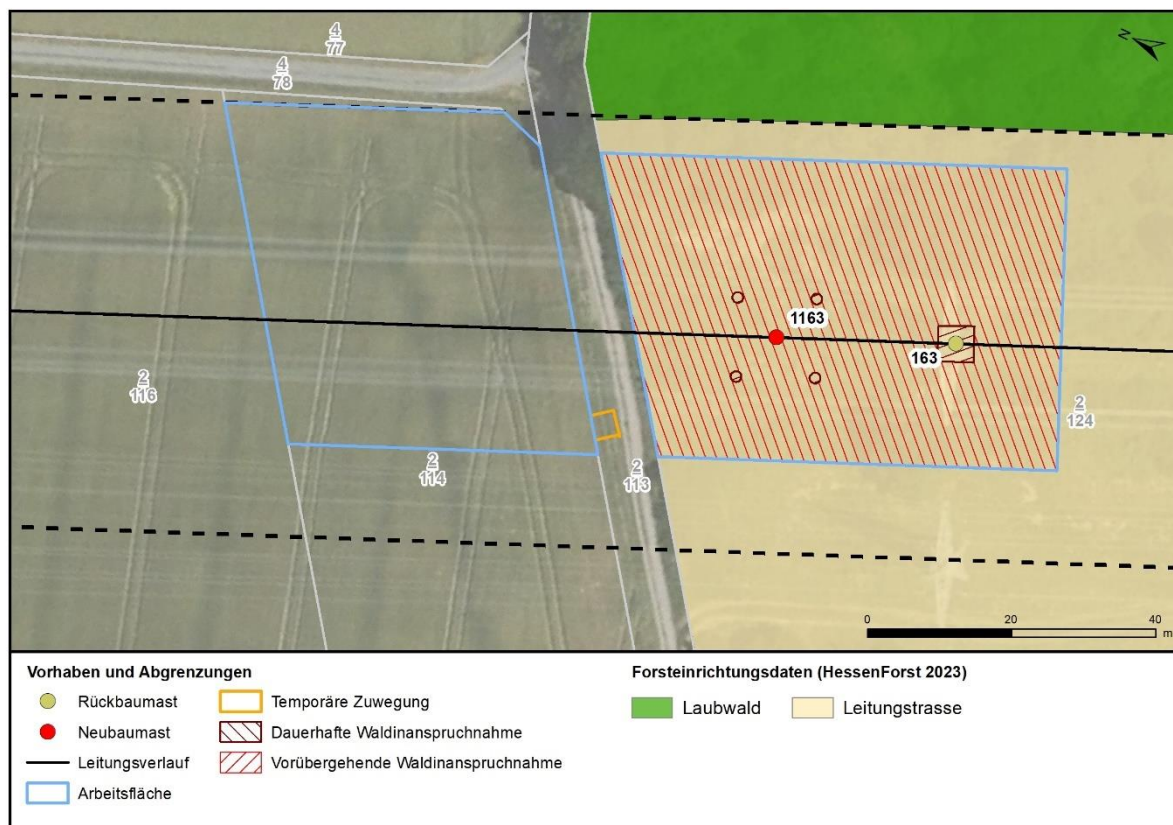 4
77
4
78
N
1163
163
2
116
2
124
2
114
2
113
0 20 40
m
Vorhaben und Abgrenzungen
Rückbaumast
Neubaumast
Leitungsverlauf
Arbeitsfläche
Temporäre Zuwegung
Dauerhafte Waldinanspruchnahme
Vorübergehende Waldinanspruchnahme
Forsteinrichtungsdaten (HessenForst 2023)
Laubwald
Leitungstrasse